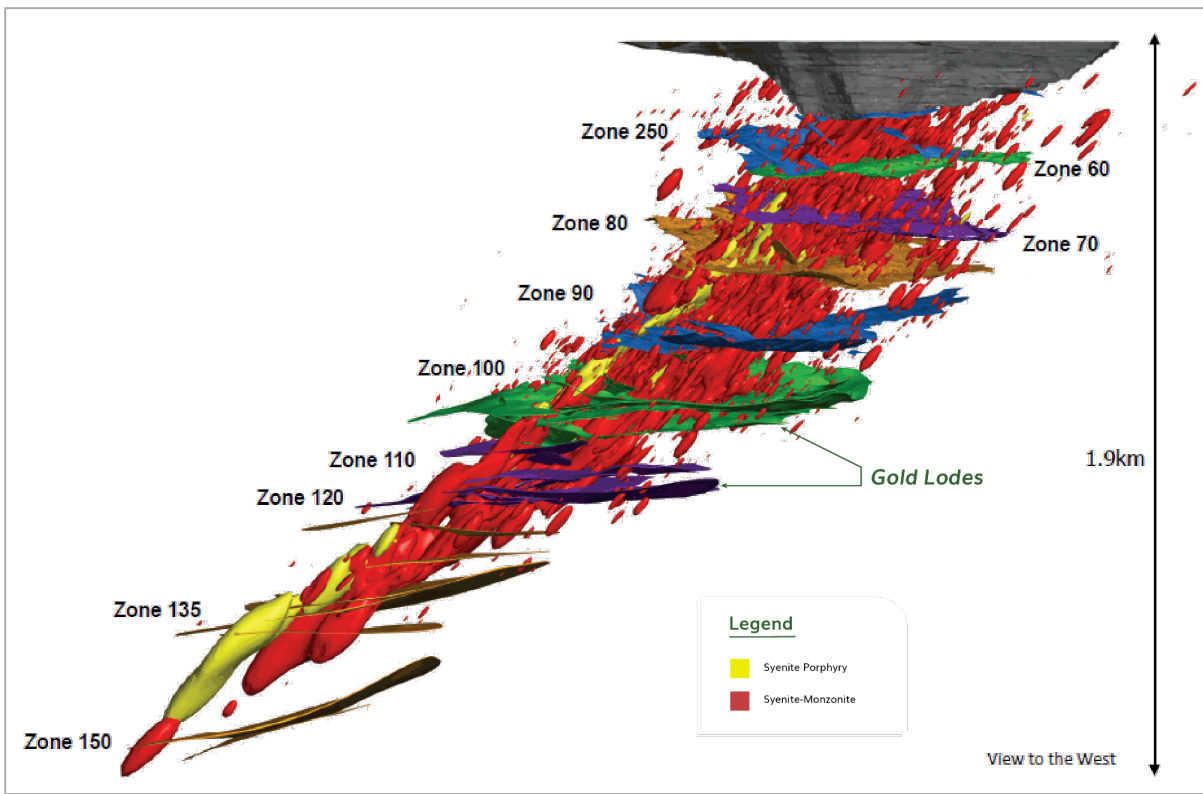 Zone 250
Zone 60
Zone 80
Zone 70
Zone 90
Zone 100
Zone 110
1.9km
Gold Lodes
Zone 120
Zone 135
Legend
Syenite Porphyry
Syenite-Monzonite
Zone 150
View to the West